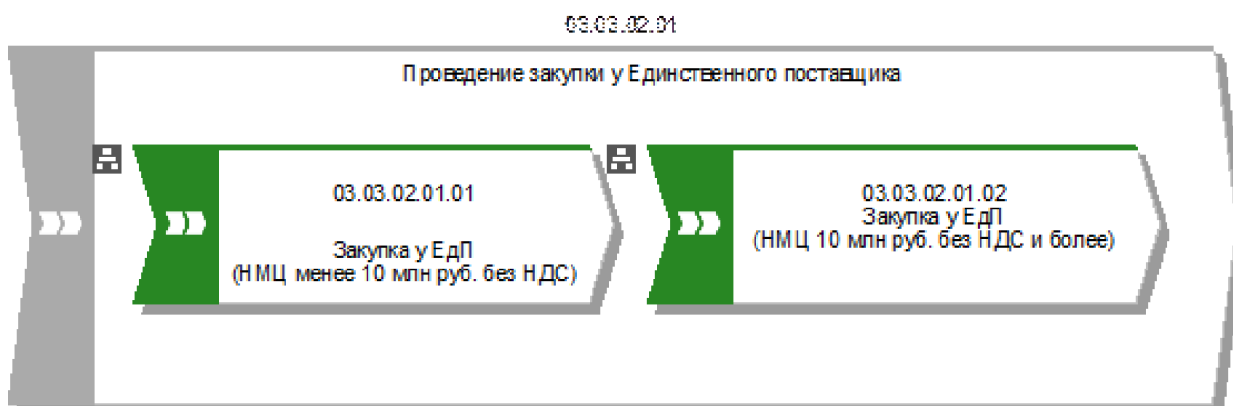 03.03.02.01
Проведение закупки у Единственного поставщика
03.03.02.01.01
Закупка у ЕдП
(НМЦ менее 10 млн руб. без НДС)
03.03.02.01.02
Закупка у ЕдП
(НМЦ 10 млн руб. без НДС и более)